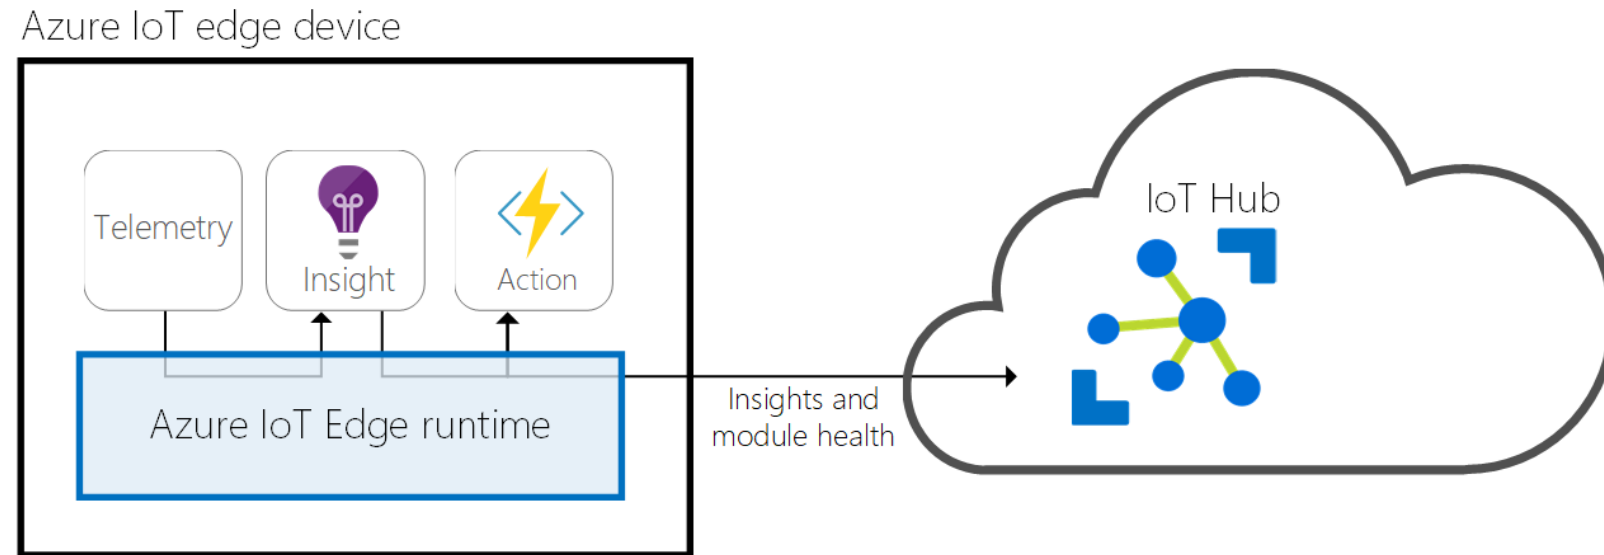 Azure IoT edge device
Telemetry
Insight
Action
Azure IoT Edge runtime
Insights and
module health
IoT Hub